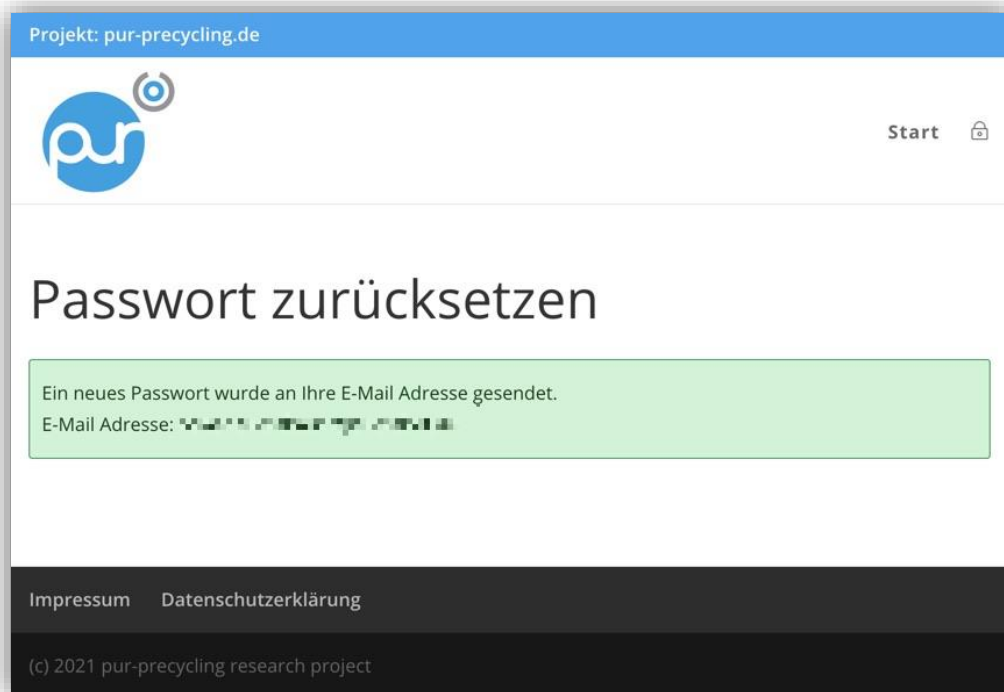 Projekt: pur-precycling.de
pur
Start
Passwort zurücksetzen
Ein neues Passwort wurde an Ihre E-Mail Adresse gesendet.
E-Mail Adresse:
Impressum Datenschutzerklärung
(c) 2021 pur-precycling research project